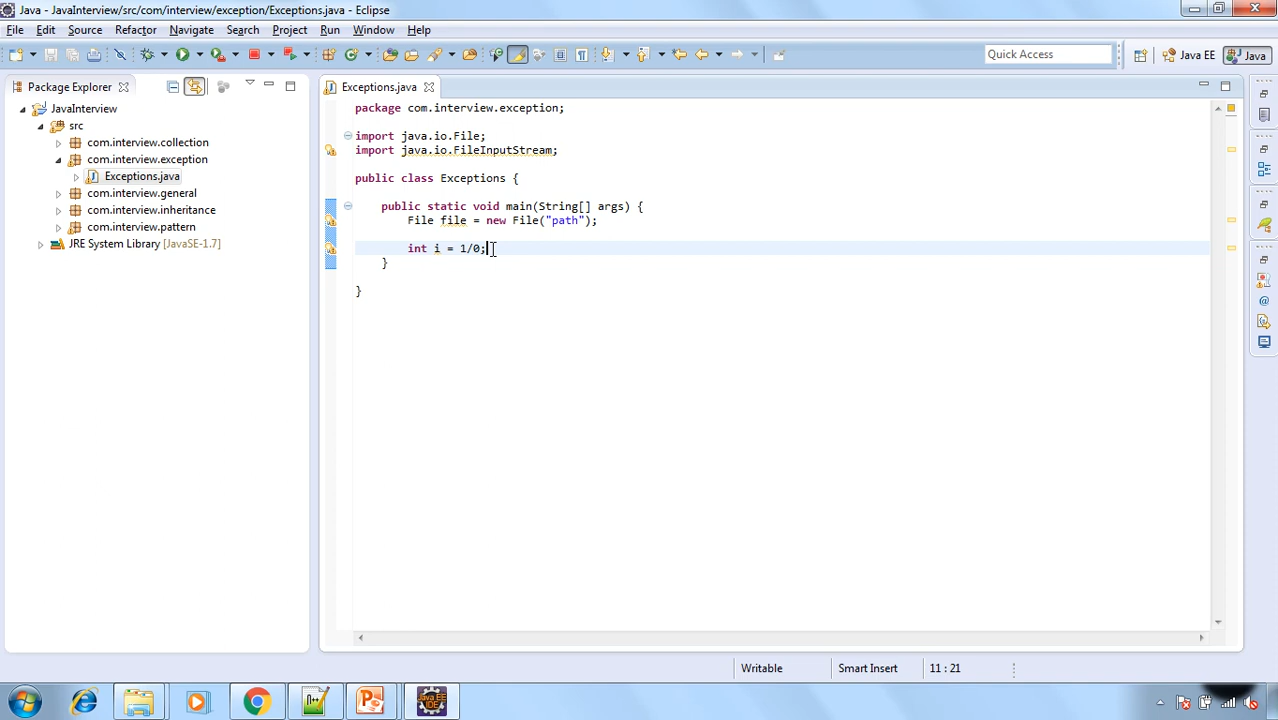 Java - JavaInterview/src/com/interview/exception/Exceptions.java - Eclipse
File Edit Source Refactor Navigate Search Project Run Window Help
Quick Access Java EE Java
Package Explorer
JavaInterview
src
com.interview.collection
com.interview.exception
Exceptions.java
com.interview.general
com.interview.inheritance
com.interview.pattern
JRE System Library [JavaSE-1.7]
Exceptions.java
package com.interview.exception;
import java.io.File;
import java.io.FileInputStream;
public class Exceptions {
public static void main(String[] args) {
File file = new File("path");
int i = 1/0;
}
}
Writable Smart Insert 11 : 21